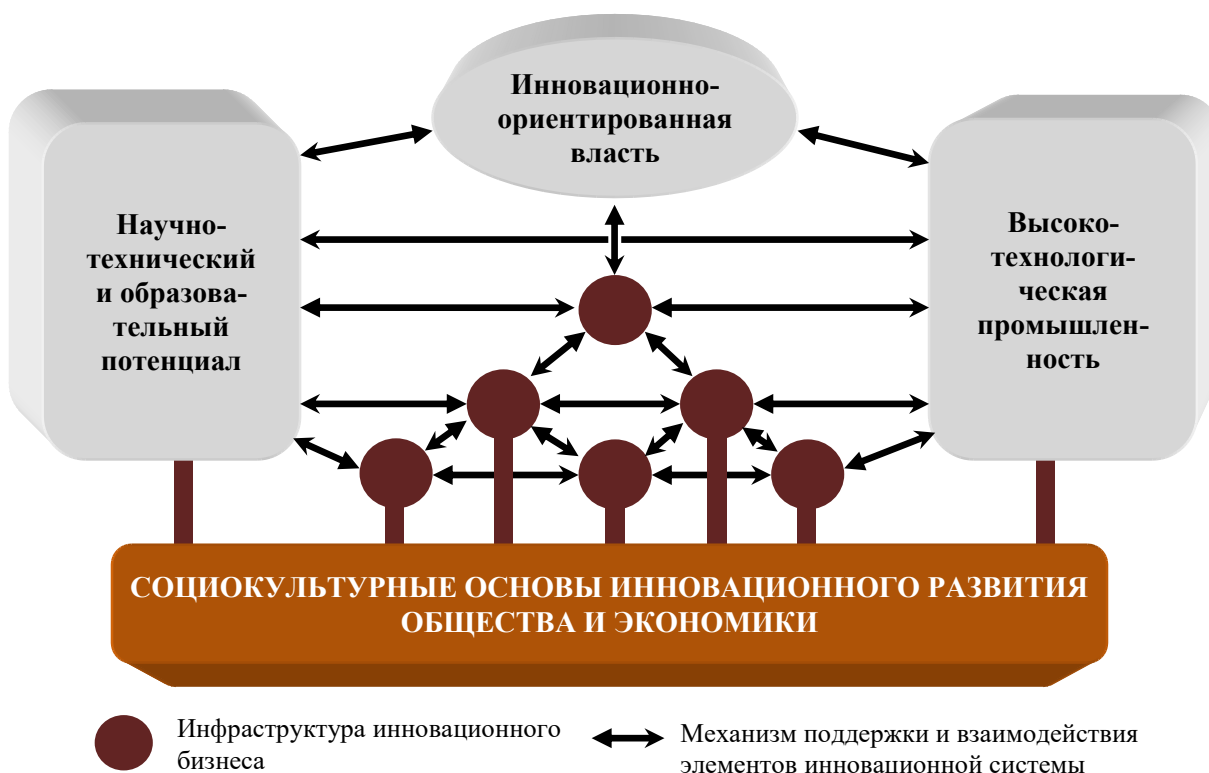 Инновационно-
ориентированная
власть
Научно-
технический
и образова-
тельный
потенциал
Высоко-
технологи-
ческая
промышлен-
ность
СОЦИОКУЛЬТУРНЫЕ ОСНОВЫ ИННОВАЦИОННОГО РАЗВИТИЯ
ОБЩЕСТВА И ЭКОНОМИКИ
Инфраструктура инновационного
бизнеса
Механизм поддержки и взаимодействия
элементов инновационной системы